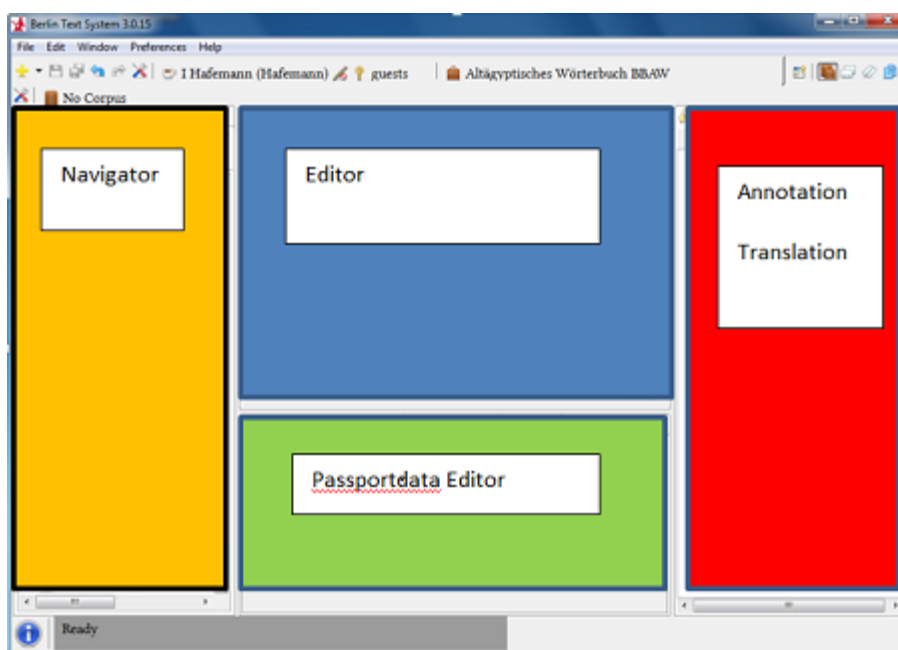 Berlin Text System 3.0.15
File Edit Window Preferences Help
I Hafemann (Hafemann) guests Altägyptisches Wörterbuch BBAW
No Corpus
Navigator
Editor
Annotation
Translation
Passportdata Editor
Ready